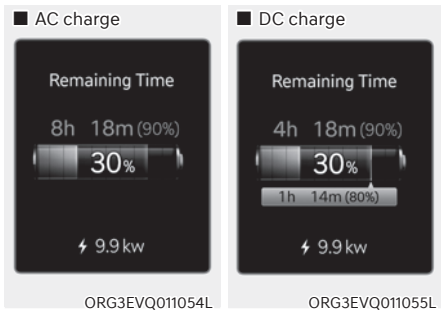 ■ AC charge
Remaining Time
8h 18m (90%)
30%
9.9 kw
ORG3EVQ011054L
■ DC charge
Remaining Time
4h 18m (90%)
30%
1h 14m (80%)
9.9 kw
ORG3EVQ011055L